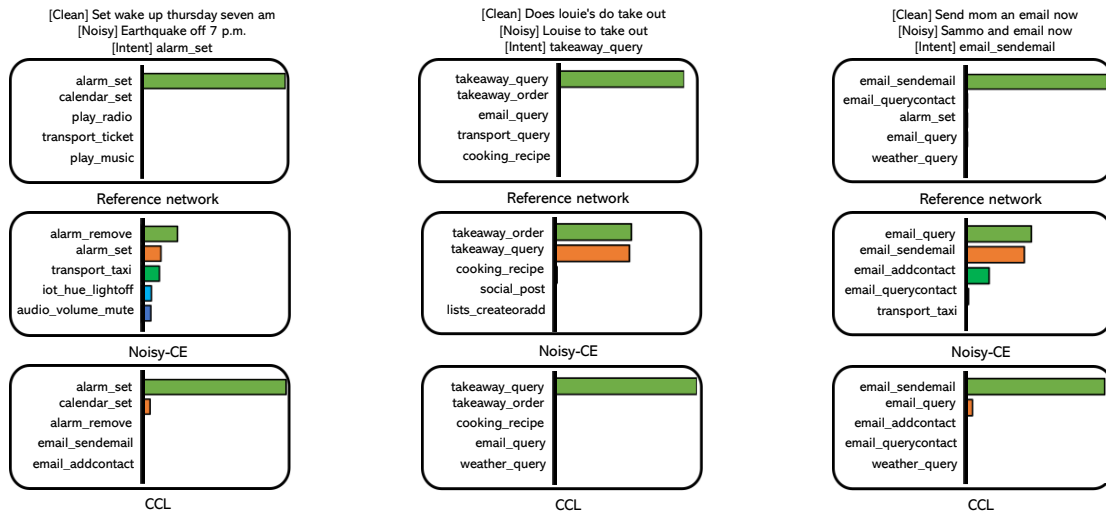 [Clean] Set wake up thursday seven am
[Noisy] Earthquake off 7 p.m.
[Intent] alarm_set
alarm_set
calendar_set
play_radio
transport_ticket
play_music
Reference network
alarm_remove
alarm_set
transport_taxi
iot_hue_lightoff
audio_volume_mute
Noisy-CE
alarm_set
calendar_set
alarm_remove
email_sendemail
email_addcontact
CCL
[Clean] Does louie's do take out
[Noisy] Louise to take out
[Intent] takeaway_query
takeaway_query
takeaway_order
email_query
transport_query
cooking_recipe
Reference network
takeaway_order
takeaway_query
cooking_recipe
social_post
lists_createoradd
Noisy-CE
takeaway_query
takeaway_order
cooking_recipe
email_query
weather_query
CCL
[Clean] Send mom an email now
[Noisy] Sammo and email now
[Intent] email_sendemail
email_sendemail
email_querycontact
alarm_set
email_query
weather_query
Reference network
email_query
email_sendemail
email_addcontact
email_querycontact
transport_taxi
Noisy-CE
email_sendemail
email_query
email_addcontact
email_querycontact
weather_query
CCL